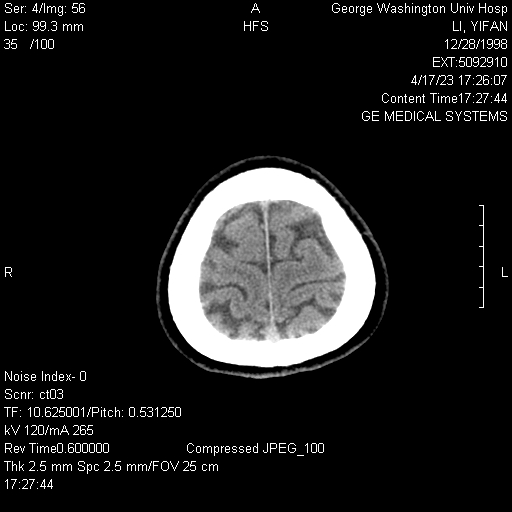 Ser: 4/Img: 56
Loc: 99.3 mm
35 /100
A
HFS
George Washington Univ Hosp
LI, YIFAN
12/28/1998
EXT:5092910
4/17/23 17:26:07
Content Time17:27:44
GE MEDICAL SYSTEMS
R
L
Noise Index- 0
Scnr: ct03
TF: 10.625001/Pitch: 0.531250
kV 120/mA 265
Rev Time0.600000
Compressed JPEG_100
Thk 2.5 mm Spc 2.5 mm/FOV 25 cm
17:27:44